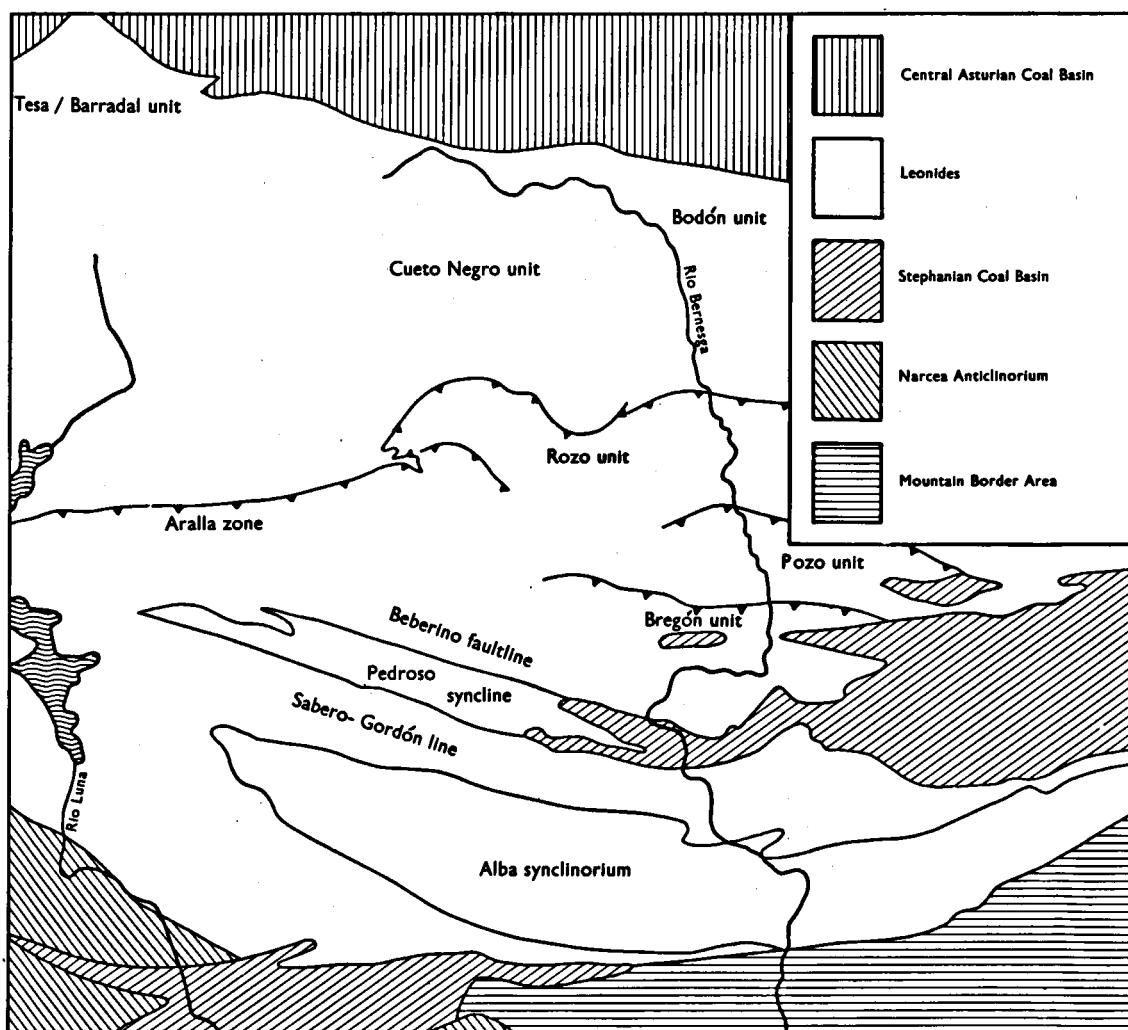 Central Asturian Coal Basin
Tesa / Barradal unit
Leonides
Bodón unit
Cueto Negro unit
Río Bernesga
Stephanian Coal Basin
Narcea Anticlinorium
Rozo unit
Mountain Border Area
Aralla zone
Pozo unit
Bregón unit
Beberino faultline
Pedroso syncline
Sabero-Gordón line
Río Luna
Alba synclinorium